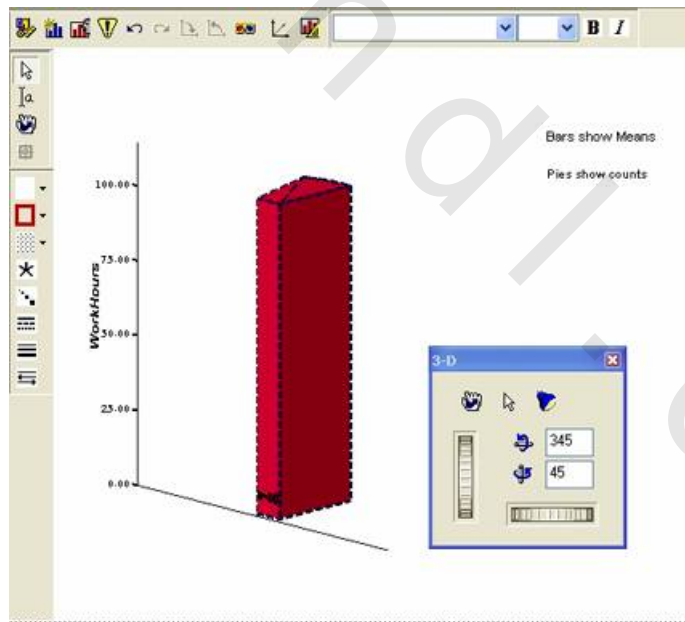 B I
a
Bars show Means
Pies show counts
100.00
75.00
WorkHours
50.00
25.00
0.00
3-D
345
45